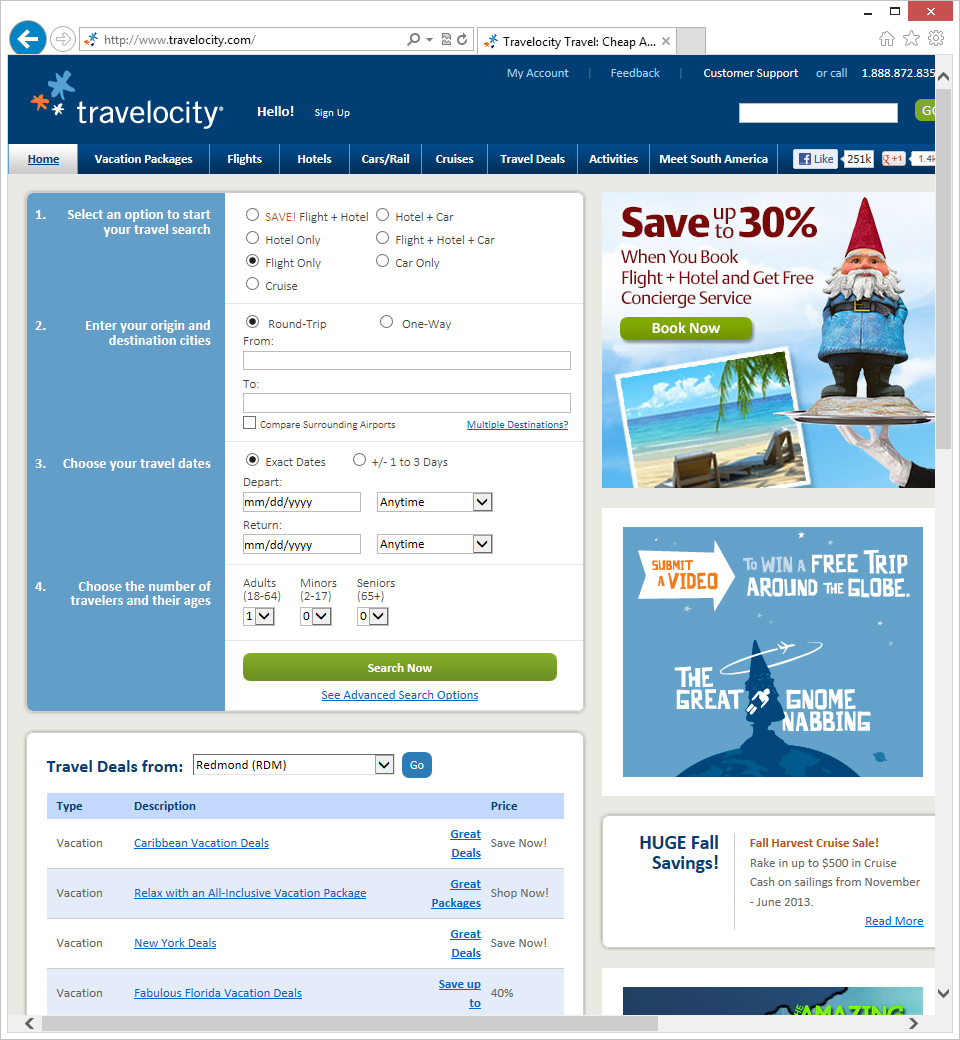 http://www.travelocity.com/
Travelocity Travel: Cheap A...
My Account | Feedback | Customer Support or call 1.888.872.835
travelocity
Hello! Sign Up
GO
Home Vacation Packages Flights Hotels Cars/Rail Cruises Travel Deals Activities Meet South America
Like 251k +1 1.4k
1. Select an option to start
your travel search
SAVE! Flight + Hotel Hotel + Car
Hotel Only Flight + Hotel + Car
Flight Only Car Only
Cruise
2. Enter your origin and
destination cities
Round-Trip One-Way
From:
To:
Compare Surrounding Airports Multiple Destinations?
3. Choose your travel dates
Exact Dates +/- 1 to 3 Days
Depart:
mm/dd/yyyy Anytime
Return:
mm/dd/yyyy Anytime
4. Choose the number of
travelers and their ages
Adults Minors Seniors
(18-64) (2-17) (65+)
1 0 0
Search Now
See Advanced Search Options
Save up to 30%
When You Book
Flight + Hotel and Get Free
Concierge Service
Book Now
SUBMIT
A VIDEO
TO WIN A FREE TRIP
AROUND THE GLOBE.
THE
GREAT GNOME
NABBING
Travel Deals from: Redmond (RDM) Go
Type Description Price
Vacation Caribbean Vacation Deals Great Deals Save Now!
Vacation Relax with an All-Inclusive Vacation Package Great Packages Shop Now!
Vacation New York Deals Great Deals Save Now!
Vacation Fabulous Florida Vacation Deals Save up to 40%
HUGE Fall
Savings!
Fall Harvest Cruise Sale!
Rake in up to $500 in Cruise
Cash on sailings from November
- June 2013.
Read More
AMAZING